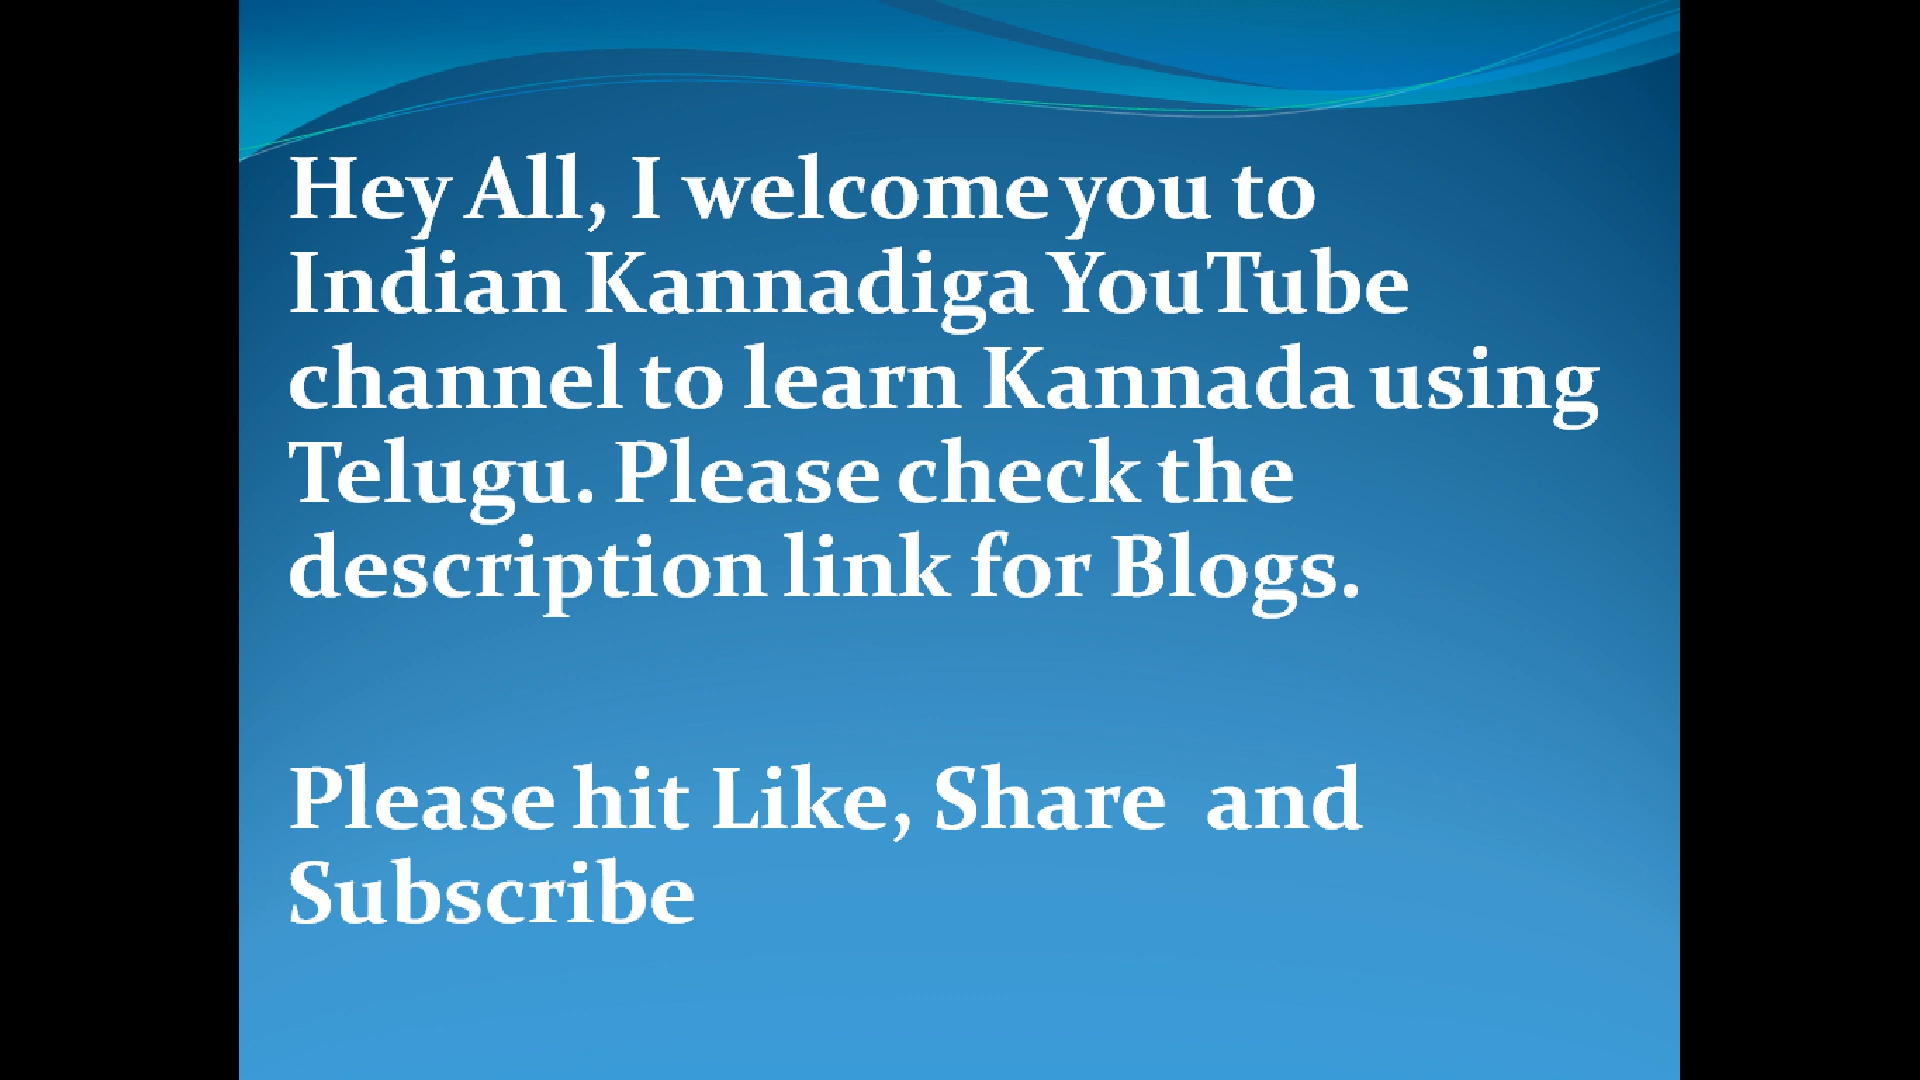 Hey All, I welcome you to
Indian Kannadiga YouTube
channel to learn Kannada using
Telugu. Please check the
description link for Blogs.
Please hit Like, Share  and
Subscribe